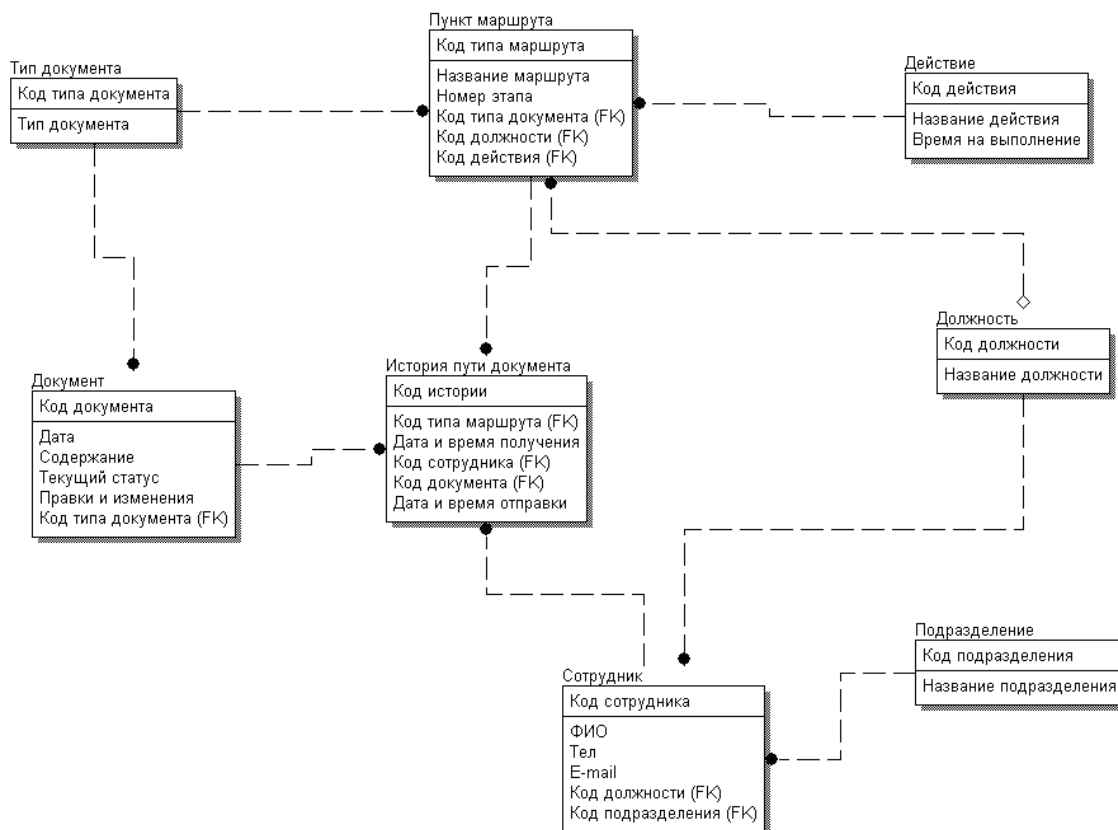 Пункт маршрута
Код типа маршрута
Название маршрута
Номер этапа
Код типа документа (FK)
Код должности (FK)
Код действия (FK)
Тип документа
Код типа документа
Тип документа
Действие
Код действия
Название действия
Время на выполнение
Должность
Код должности
Название должности
История пути документа
Код истории
Код типа маршрута (FK)
Дата и время получения
Код сотрудника (FK)
Код документа (FK)
Дата и время отправки
Документ
Код документа
Дата
Содержание
Текущий статус
Правки и изменения
Код типа документа (FK)
Подразделение
Код подразделения
Название подразделения
Сотрудник
Код сотрудника
ФИО
Тел
E-mail
Код должности (FK)
Код подразделения (FK)